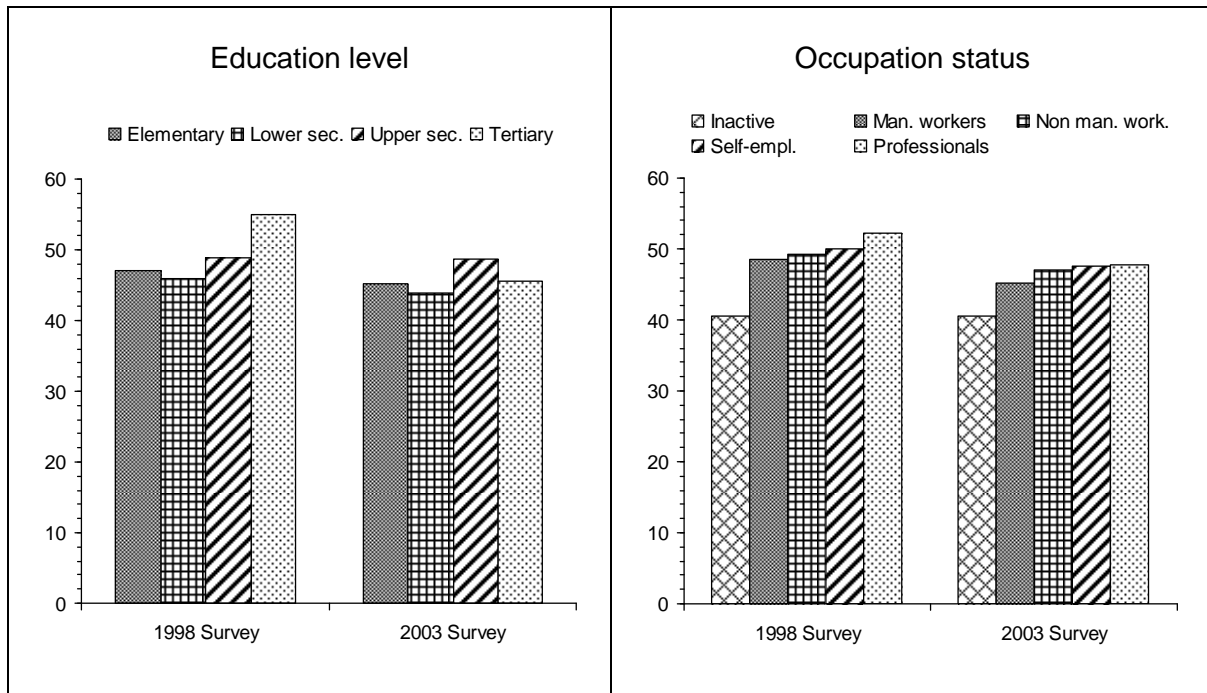 Education level
Elementary Lower sec. Upper sec. Tertiary
60
50
40
30
20
10
0
1998 Survey 2003 Survey
Occupation status
Inactive Man. workers Non man. work.
Self-empl. Professionals
60
50
40
30
20
10
0
1998 Survey 2003 Survey